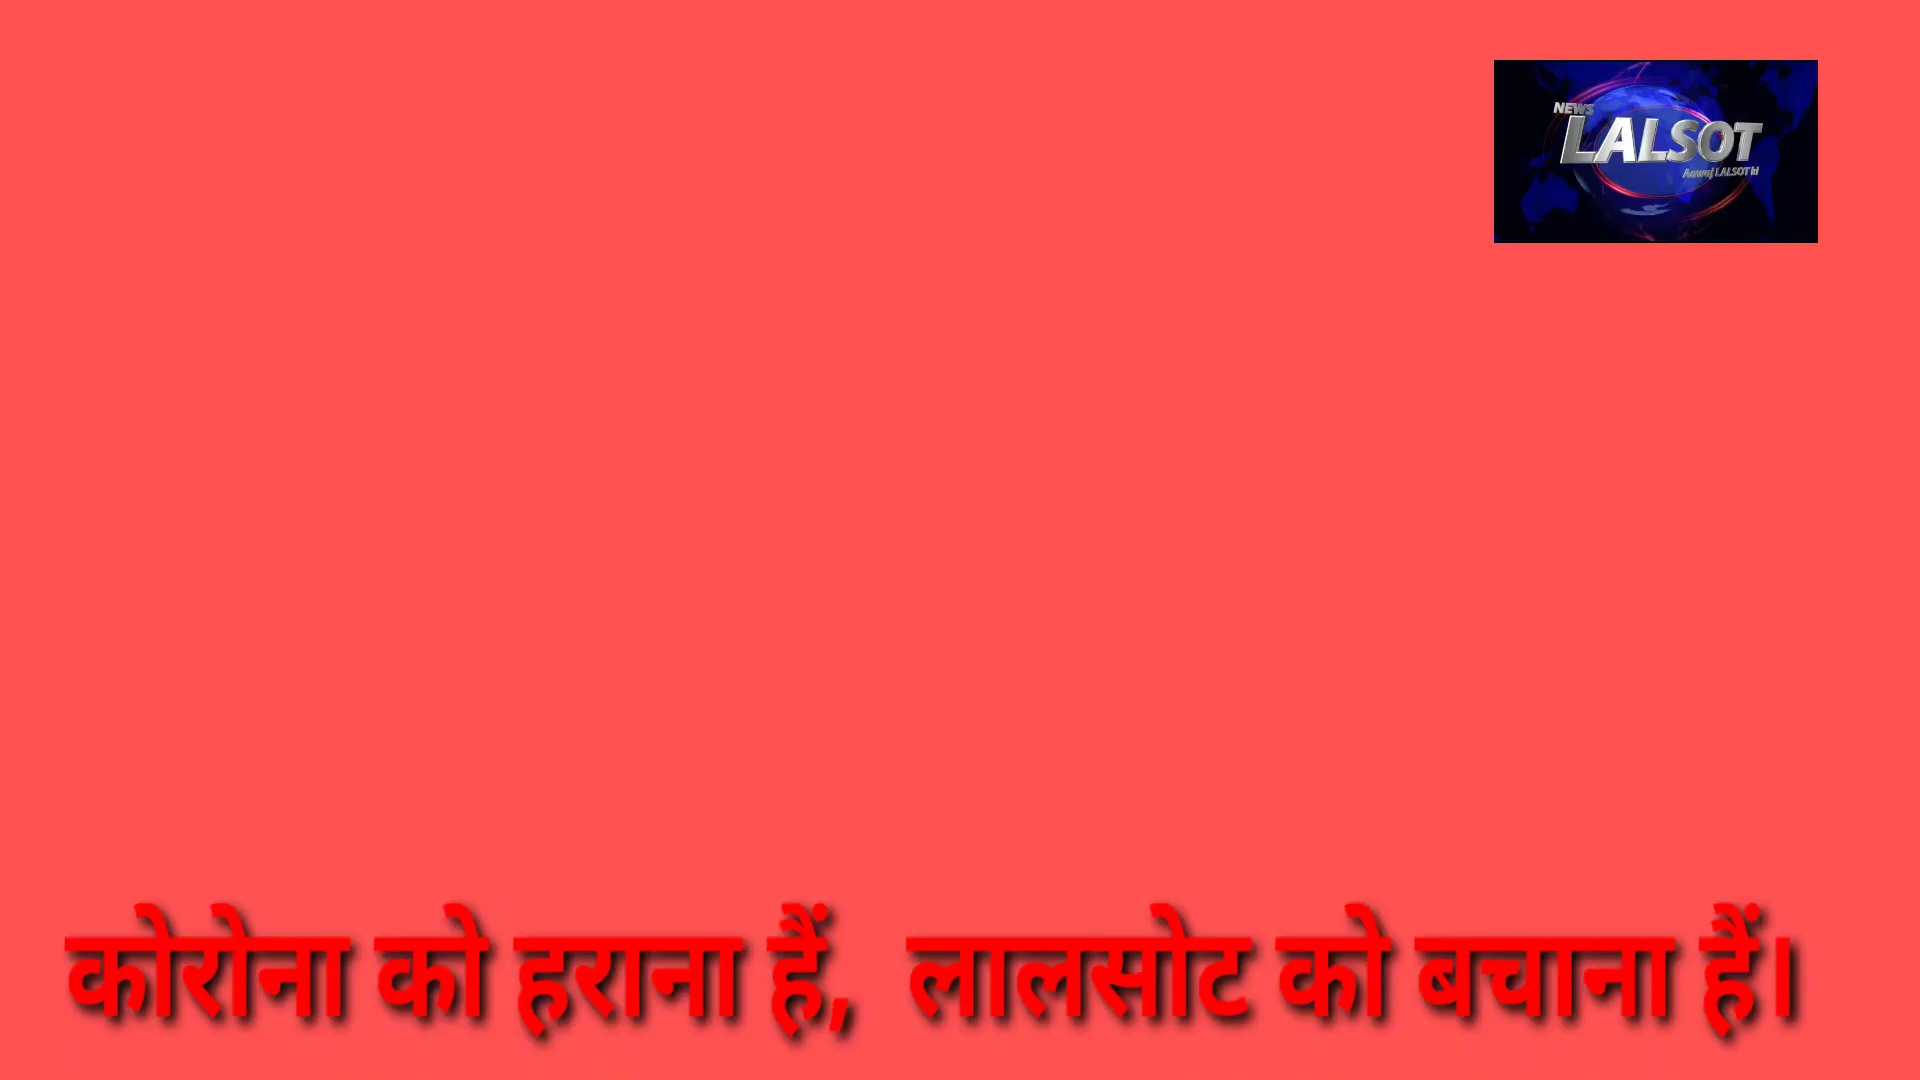 NEWS
LALSOT
Aawaj LALSOT ki
कोरोना को हराना हैं, लालसोट को बचाना हैं।